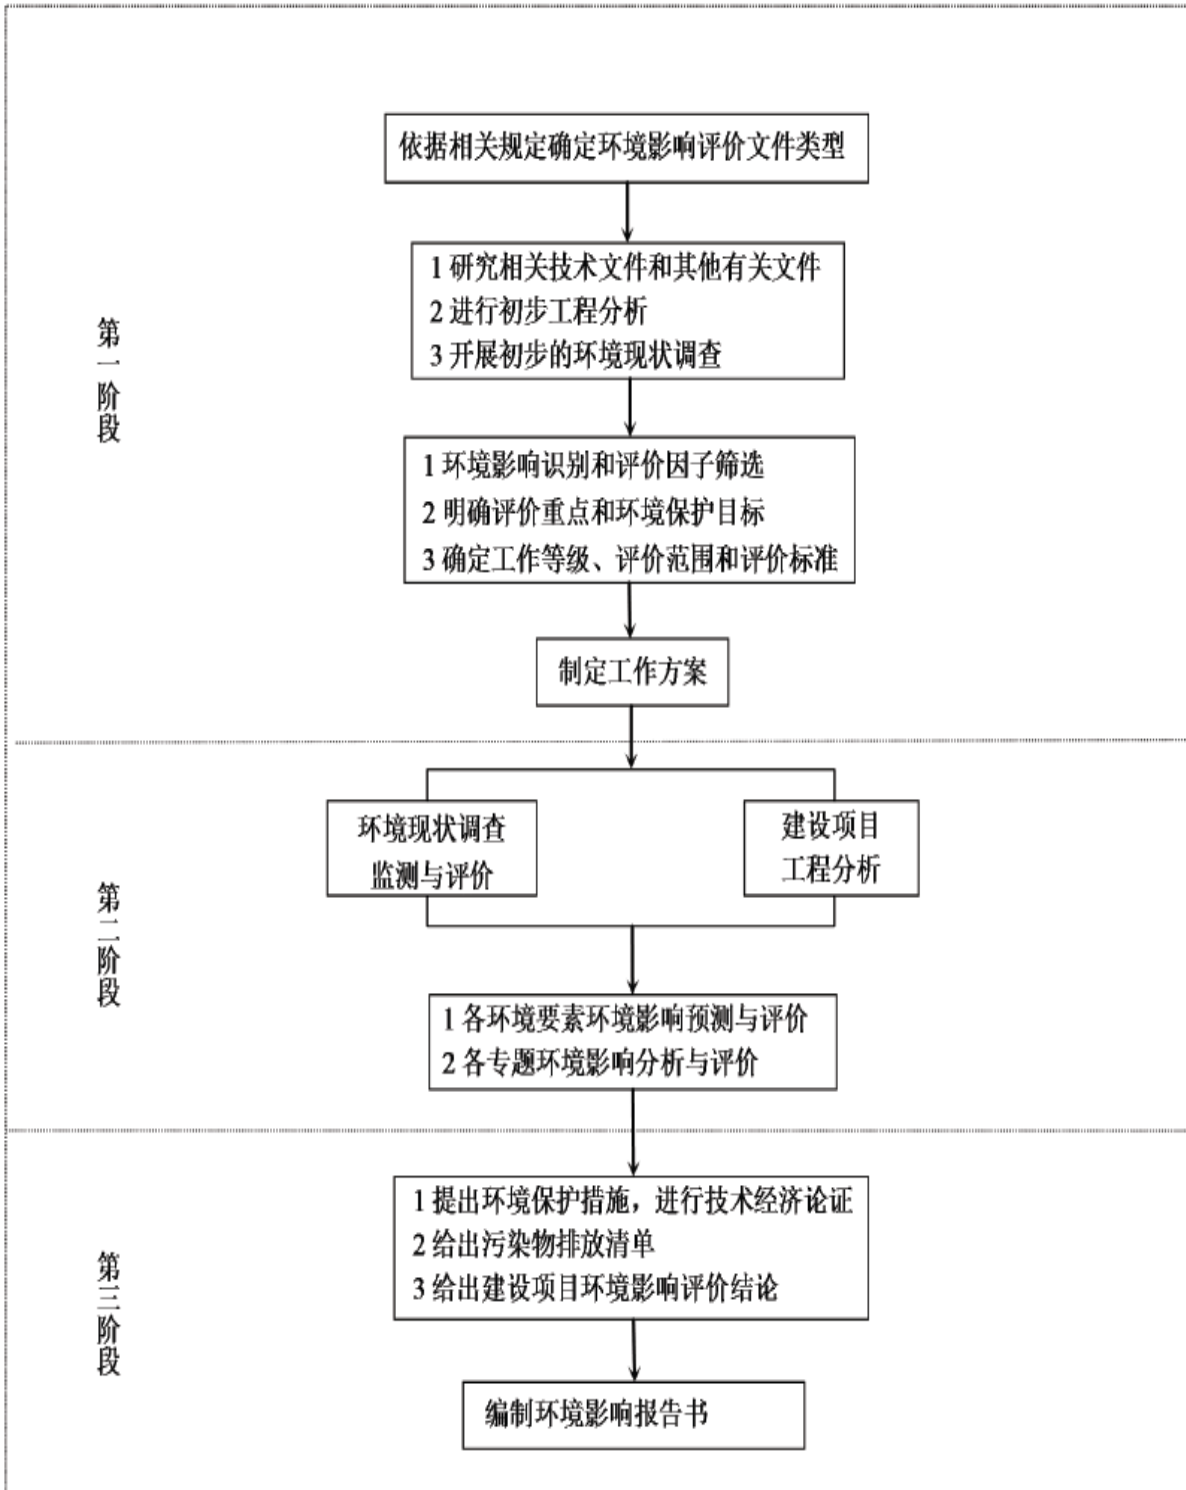 依据相关规定确定环境影响评价文件类型
1 研究相关技术文件和其他有关文件
2 进行初步工程分析
3 开展初步的环境现状调查
第一阶段
1 环境影响识别和评价因子筛选
2 明确评价重点和环境保护目标
3 确定工作等级、评价范围和评价标准
制定工作方案
环境现状调查
监测与评价
建设项目
工程分析
第二阶段
1 各环境要素环境影响预测与评价
2 各专题环境影响分析与评价
1 提出环境保护措施，进行技术经济论证
2 给出污染物排放清单
3 给出建设项目环境影响评价结论
第三阶段
编制环境影响报告书